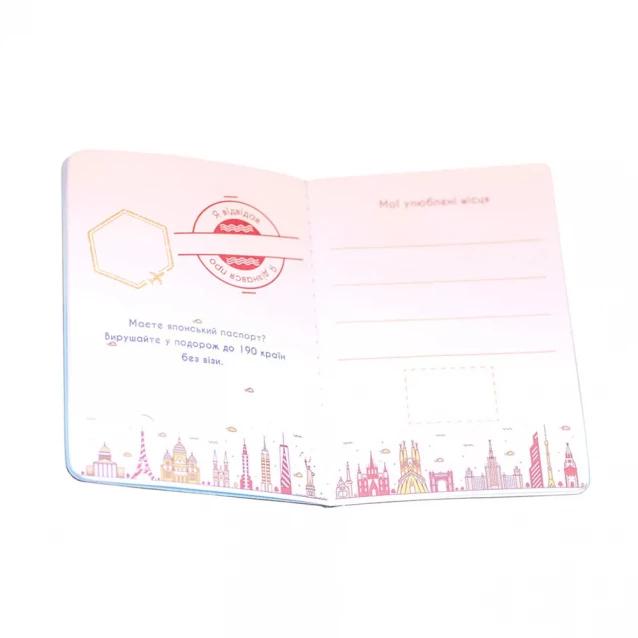 Я відвідав
Я дізнався про
Маєте японський паспорт?
Вирушайте у подорож до 190 країн
без візи.
Мої улюблені місця